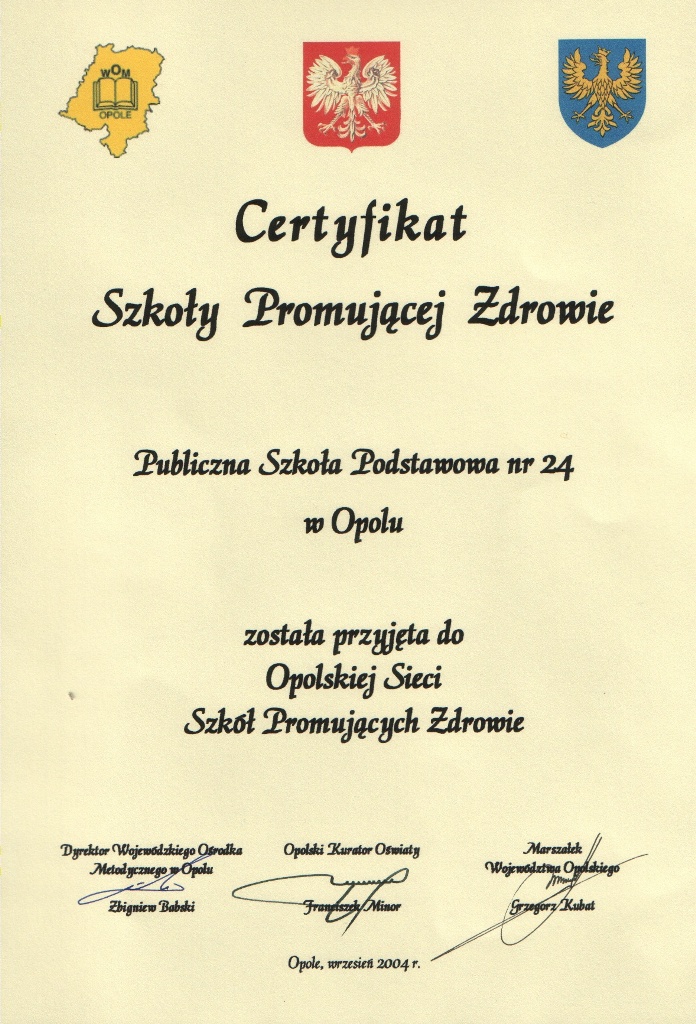 WOM
OPOLE
Certyfikat
Szkoły Promującej Zdrowie
Publiczna Szkoła Podstawowa nr 24
w Opolu
została przyjęta do
Opolskiej Sieci
Szkół Promujących Zdrowie
Dyrektor Wojewódzkiego Ośrodka
Metodycznego w Opolu
Zbigniew Babski
Opolski Kurator Oświaty
Franciszek Minor
Marszałek
Województwa Opolskiego
Grzegorz Kubat
Opole, wrzesień 2004 r.